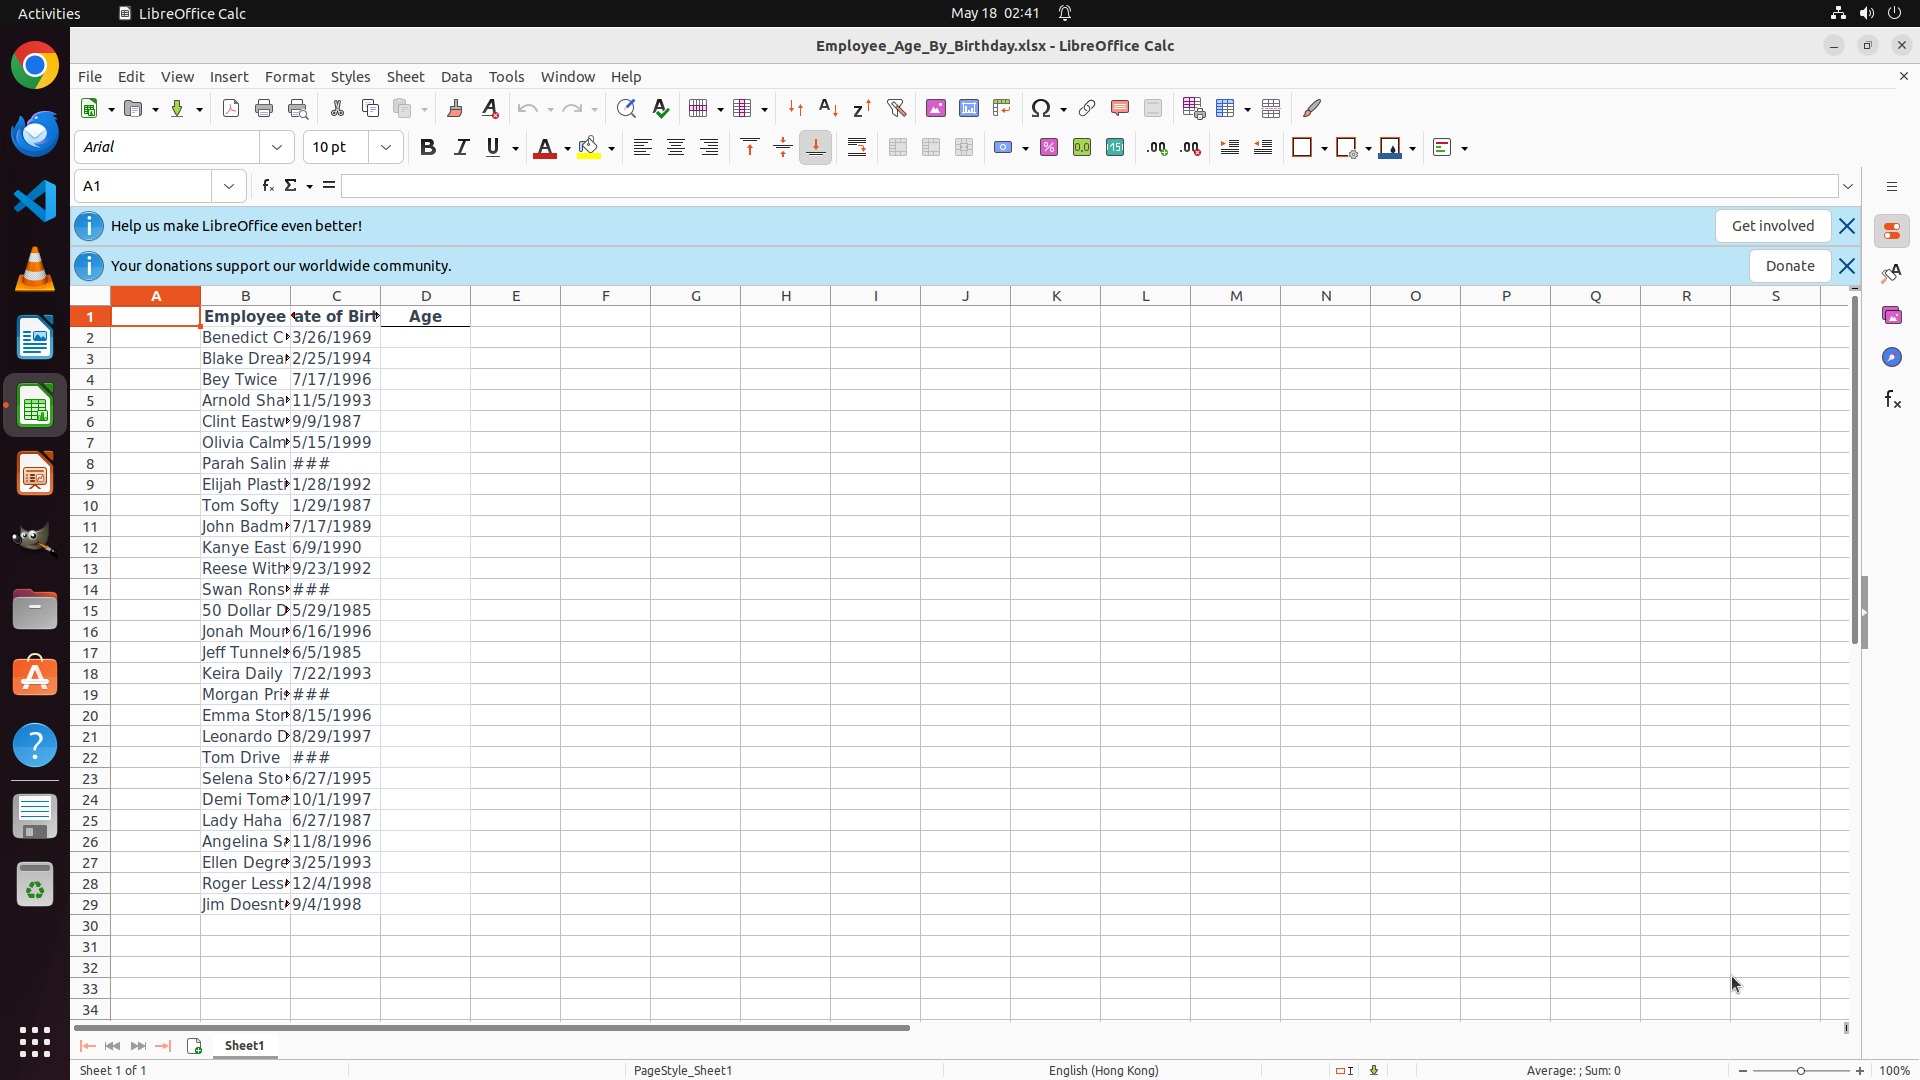 Activities
LibreOffice Calc
May 18 02:41
Employee_Age_By_Birthday.xlsx - LibreOffice Calc
File Edit View Insert Format Styles Sheet Data Tools Window Help
Arial
10 pt
A1
Help us make LibreOffice even better!
Get involved
Your donations support our worldwide community.
Donate
A B C D E F G H I J K L M N O P Q R S
1 Employee ate of Birt Age
2 Benedict C 3/26/1969
3 Blake Drea 2/25/1994
4 Bey Twice 7/17/1996
5 Arnold Sha 11/5/1993
6 Clint Eastw 9/9/1987
7 Olivia Calm 5/15/1999
8 Parah Salin ###
9 Elijah Plast 1/28/1992
10 Tom Softy 1/29/1987
11 John Badm 7/17/1989
12 Kanye East 6/9/1990
13 Reese With 9/23/1992
14 Swan Rons ###
15 50 Dollar D 5/29/1985
16 Jonah Mour 6/16/1996
17 Jeff Tunnels 6/5/1985
18 Keira Daily 7/22/1993
19 Morgan Pri ###
20 Emma Stor 8/15/1996
21 Leonardo D 8/29/1997
22 Tom Drive ###
23 Selena Sto 6/27/1995
24 Demi Toma 10/1/1997
25 Lady Haha 6/27/1987
26 Angelina Sa 11/8/1996
27 Ellen Degre 3/25/1993
28 Roger Less 12/4/1998
29 Jim Doesnt 9/4/1998
30
31
32
33
34
Sheet1
Sheet 1 of 1
PageStyle_Sheet1
English (Hong Kong)
Average: ; Sum: 0
100%